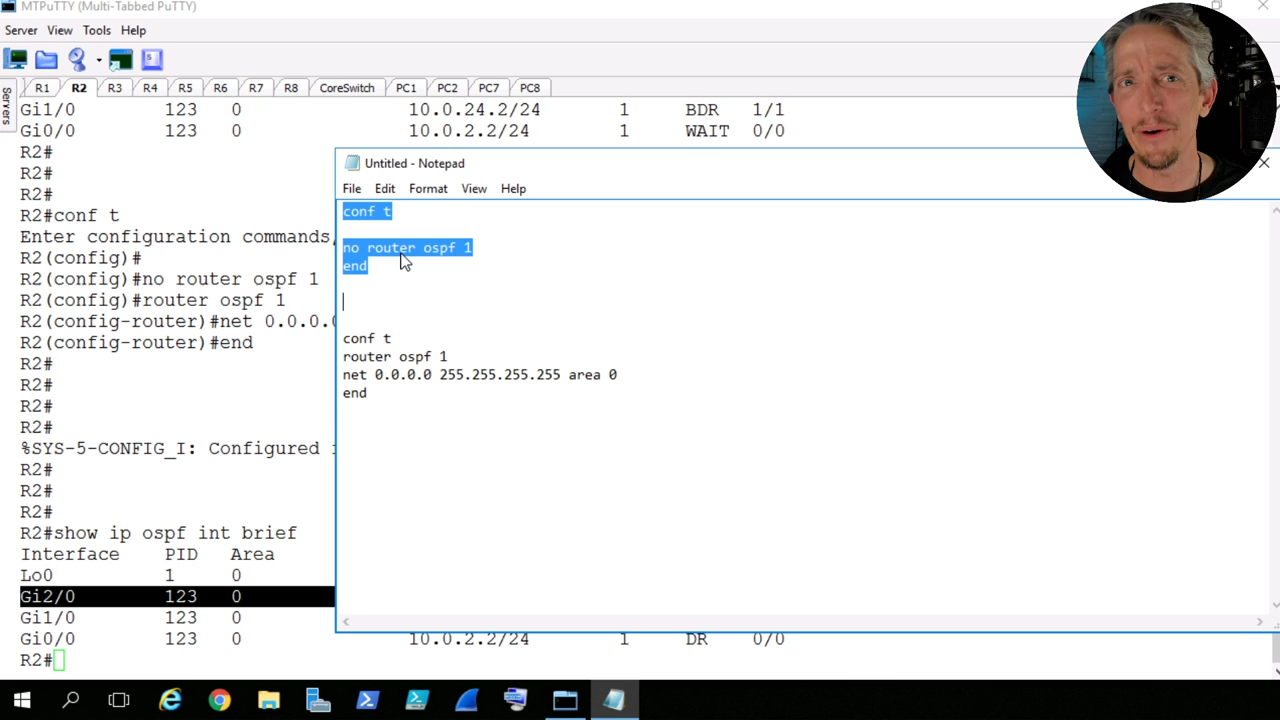 MTPuTTY (Multi-Tabbed PuTTY)
Server View Tools Help
Servers
R1 R2 R3 R4 R5 R6 R7 R8 CoreSwitch PC1 PC2 PC7 PC8
Gi1/0 123 0 10.0.24.2/24 1 BDR 1/1
Gi0/0 123 0 10.0.2.2/24 1 WAIT 0/0
R2#
R2#
R2#
R2#conf t
Enter configuration commands,
R2(config)#
R2(config)#no router ospf 1
R2(config)#router ospf 1
R2(config-router)#net 0.0.0.0
R2(config-router)#end
R2#
R2#
R2#
R2#
%SYS-5-CONFIG_I: Configured
R2#
R2#
R2#
R2#show ip ospf int brief
Interface PID Area
Lo0 1 0
Gi2/0 123 0
Gi1/0 123 0
Gi0/0 123 0 10.0.2.2/24 1 DR 0/0
R2#
Untitled - Notepad
File Edit Format View Help
conf t
no router ospf 1
end
conf t
router ospf 1
net 0.0.0.0 255.255.255.255 area 0
end